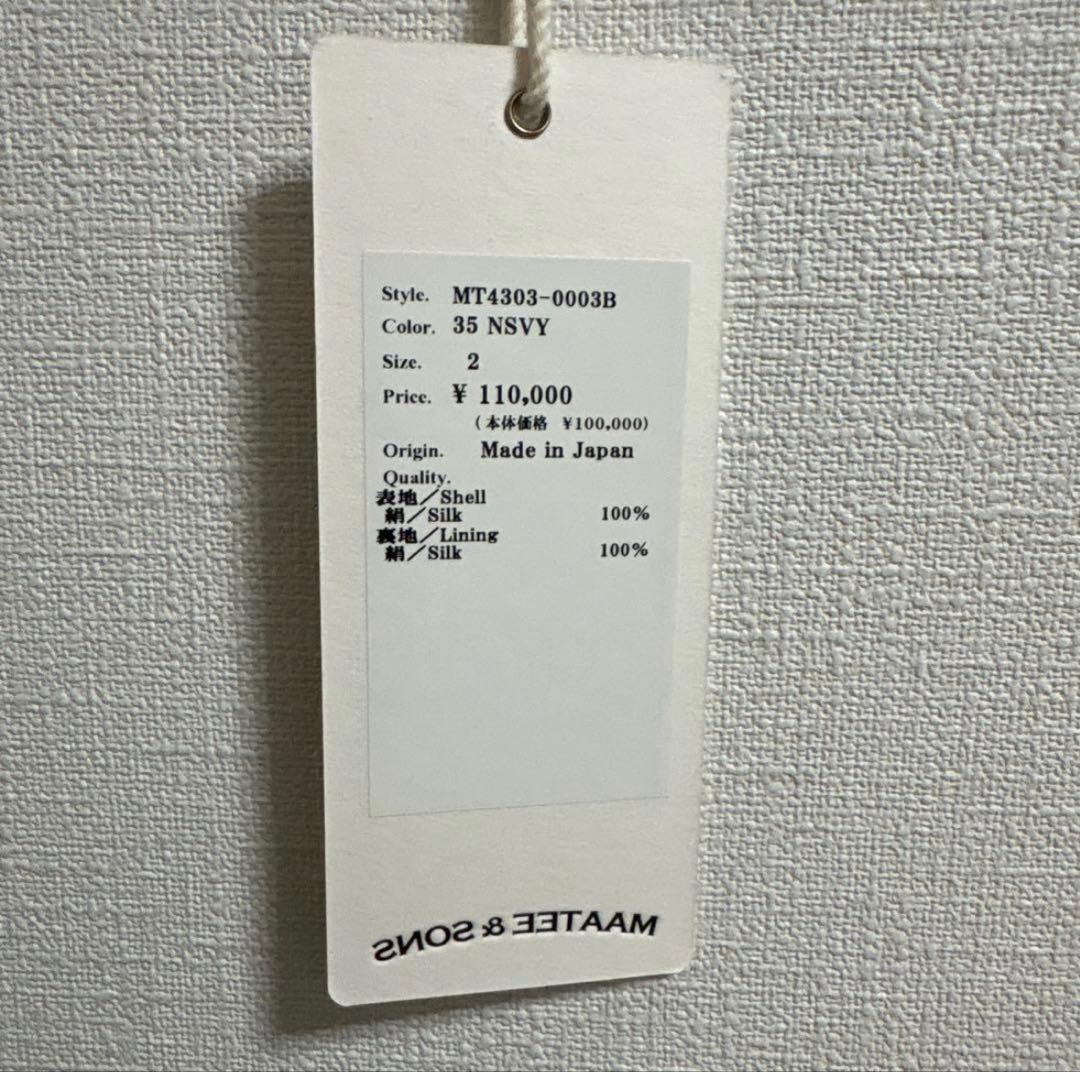 Style. MT4303-0003B
Color. 35 NSVY
Size. 2
Price. ¥ 110,000
(本体価格 ¥100,000)
Origin. Made in Japan
Quality.
表地／Shell
絹／Silk 100%
裏地／Lining
絹／Silk 100%
MAATEE & SONS